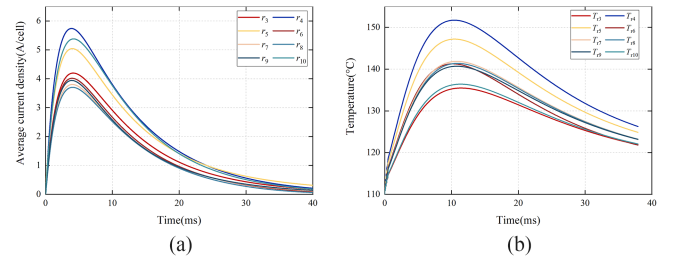 Average current density(A/cell)
6
5
4
3
2
1
0
r3 r4
r5 r6
r7 r8
r9 r10
0 10 20 30 40
Time(ms)
(a)
Temperature(°C)
150
140
130
120
110
Tr3 Tr4
Tr5 Tr6
Tr7 Tr8
Tr9 Tr10
0 10 20 30 40
Time(ms)
(b)